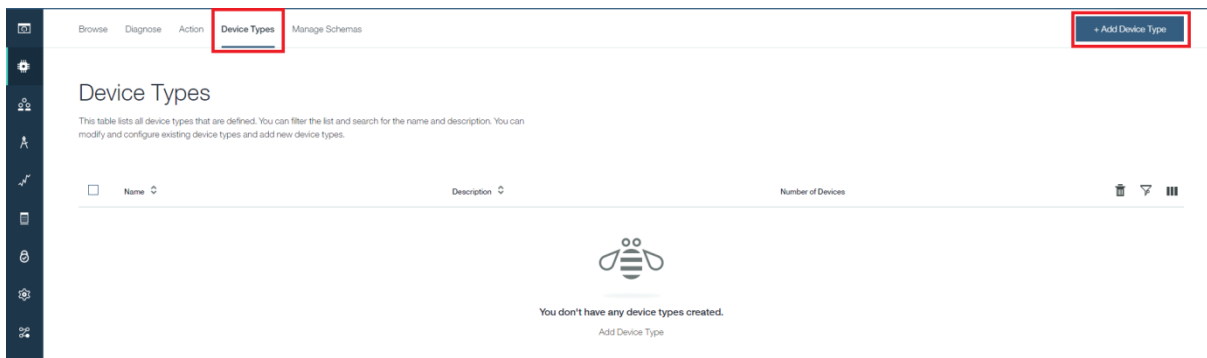 Browse Diagnose Action Device Types Manage Schemas + Add Device Type
Device Types
This table lists all device types that are defined. You can filter the list and search for the name and description. You can
modify and configure existing device types and add new device types.
Name Description Number of Devices
You don't have any device types created.
Add Device Type